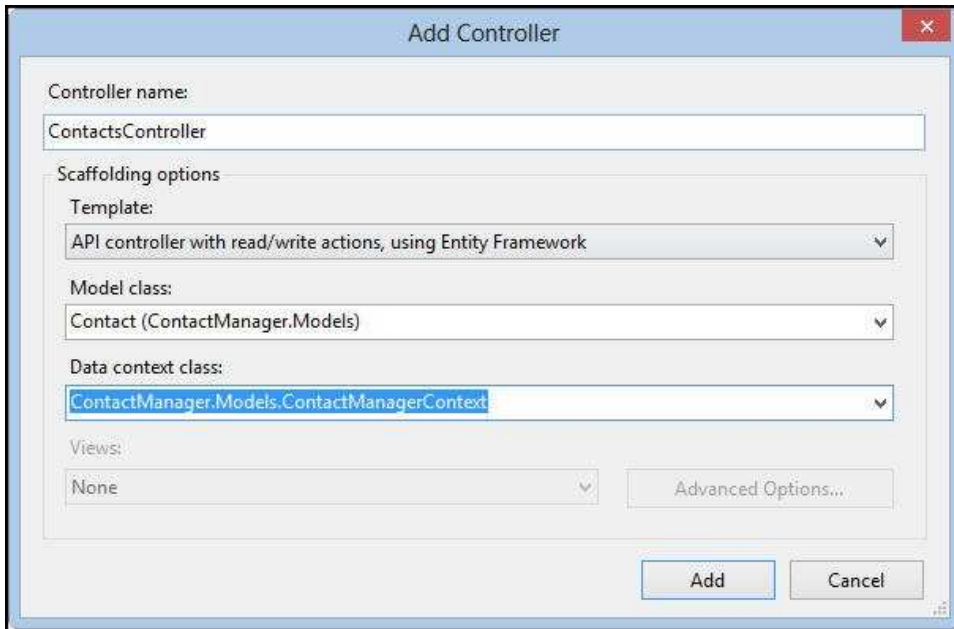 Add Controller
Controller name:
ContactsController
Scaffolding options
Template:
API controller with read/write actions, using Entity Framework
Model class:
Contact (ContactManager.Models)
Data context class:
ContactManager.Models.ContactManagerContext
Views:
None
Advanced Options...
Add
Cancel